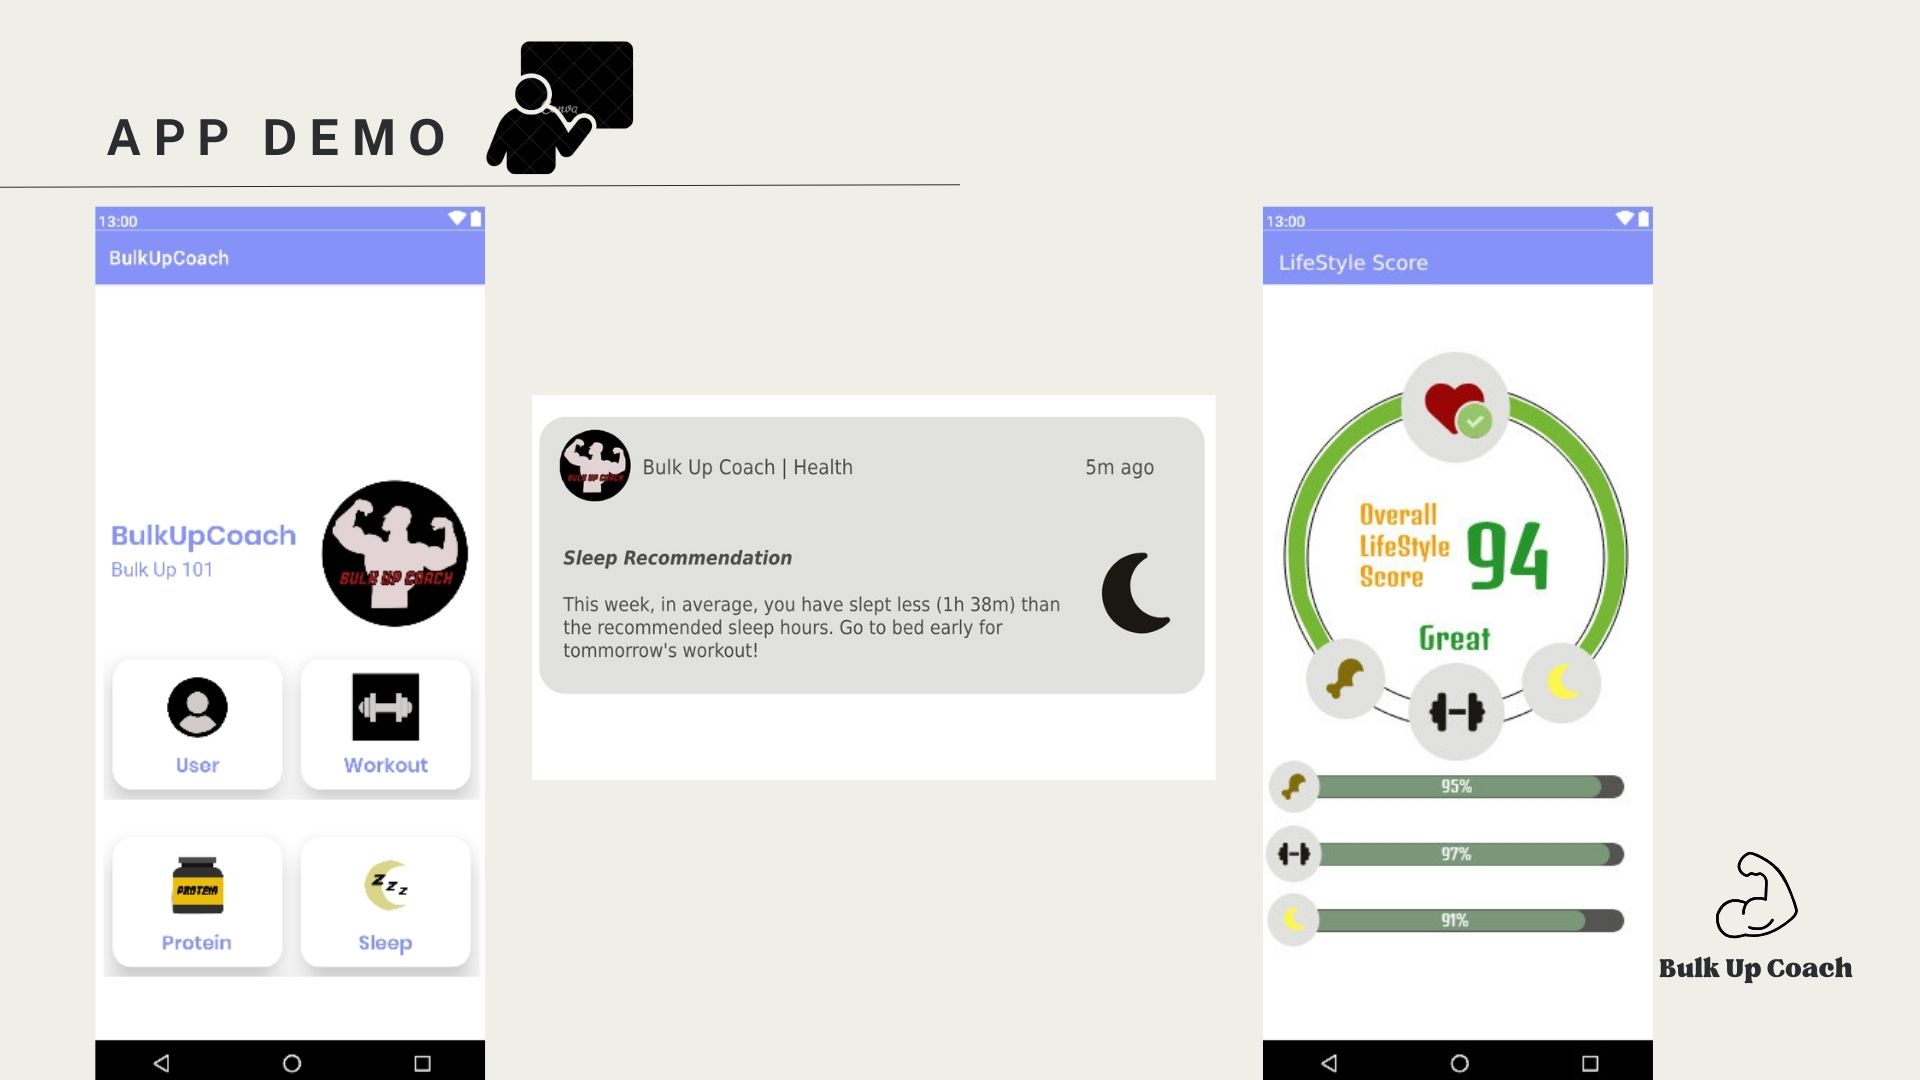 APP DEMO
13:00
BulkUpCoach
BulkUpCoach
Bulk Up 101
BULK UP COACH
User
Workout
PROTEIN
z z z
Protein
Sleep
BULK UP COACH
Bulk Up Coach | Health
5m ago
Sleep Recommendation
This week, in average, you have slept less (1h 38m) than
the recommended sleep hours. Go to bed early for
tommorrow's workout!
13:00
LifeStyle Score
Overall
LifeStyle
Score
94
Great
95%
97%
91%
Bulk Up Coach